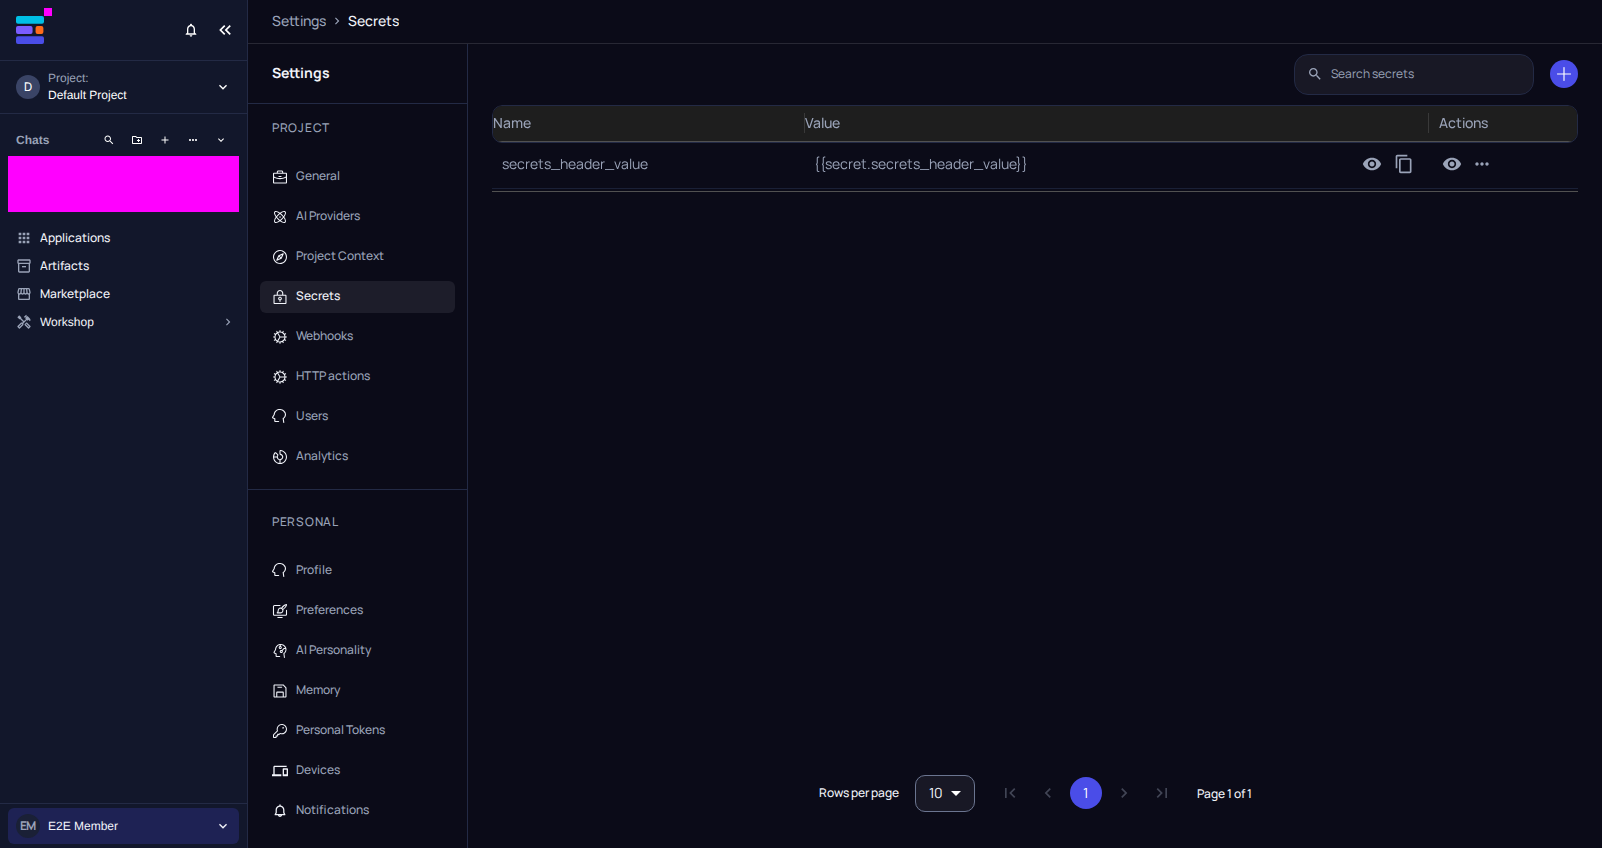 Settings > Secrets
D
Project:
Default Project
Chats
Applications
Artifacts
Marketplace
Workshop
EM
E2E Member
Settings
PROJECT
General
AI Providers
Project Context
Secrets
Webhooks
HTTP actions
Users
Analytics
PERSONAL
Profile
Preferences
AI Personality
Memory
Personal Tokens
Devices
Notifications
Search secrets
Name Value Actions
secrets_header_value {{secret.secrets_header_value}}
Rows per page 10 1 Page 1 of 1